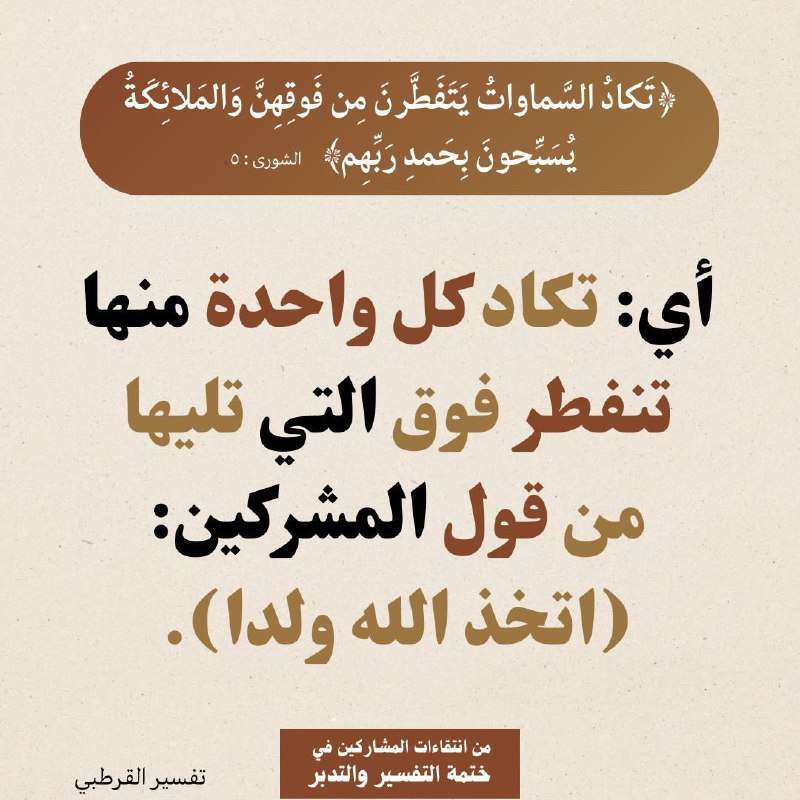 ﴿تَكادُ السَّماواتُ يَتَفَطَّرنَ مِن فَوقِهِنَّ وَالمَلائِكَةُ
يُسَبِّحونَ بِحَمدِ رَبِّهِم﴾ الشورى: ٥
أي: تكاد كل واحدة منها
تنفطر فوق التي تليها
من قول المشركين:
(اتخذ الله ولدا).
من انتقاءات المشاركين في
ختمة التفسير والتدبر
تفسير القرطبي